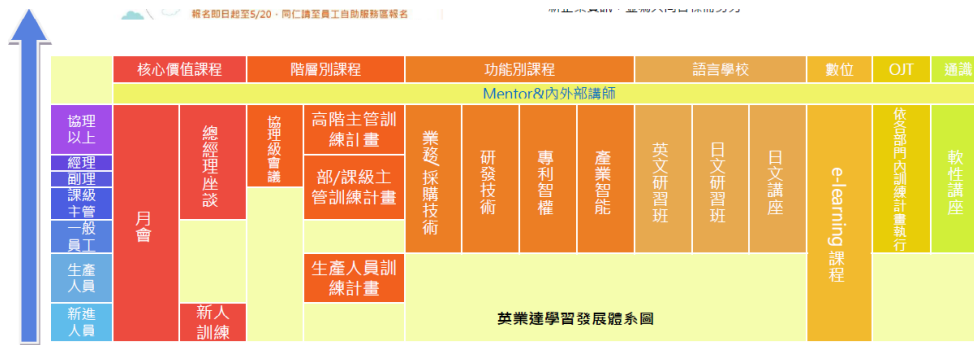 報名即日起至5/20，同仁請至員工自助服務區報名
核心價值課程
階層別課程
功能別課程
語言學校
數位
OJT
通識
Mentor&內外部講師
協理
以上
經理
副理
課級
主管
一般
員工
生產
人員
新進
人員
月會
總經理座談
新人
訓練
協理級會議
高階主管訓
練計畫
部/課級主
管訓練計畫
生產人員訓
練計畫
業務/採購技術
研發技術
專利智權
產業智能
英文研習班
日文研習班
日文講座
e-learning 課程
依各部門內訓練計畫執行
軟性講座
英業達學習發展體系圖